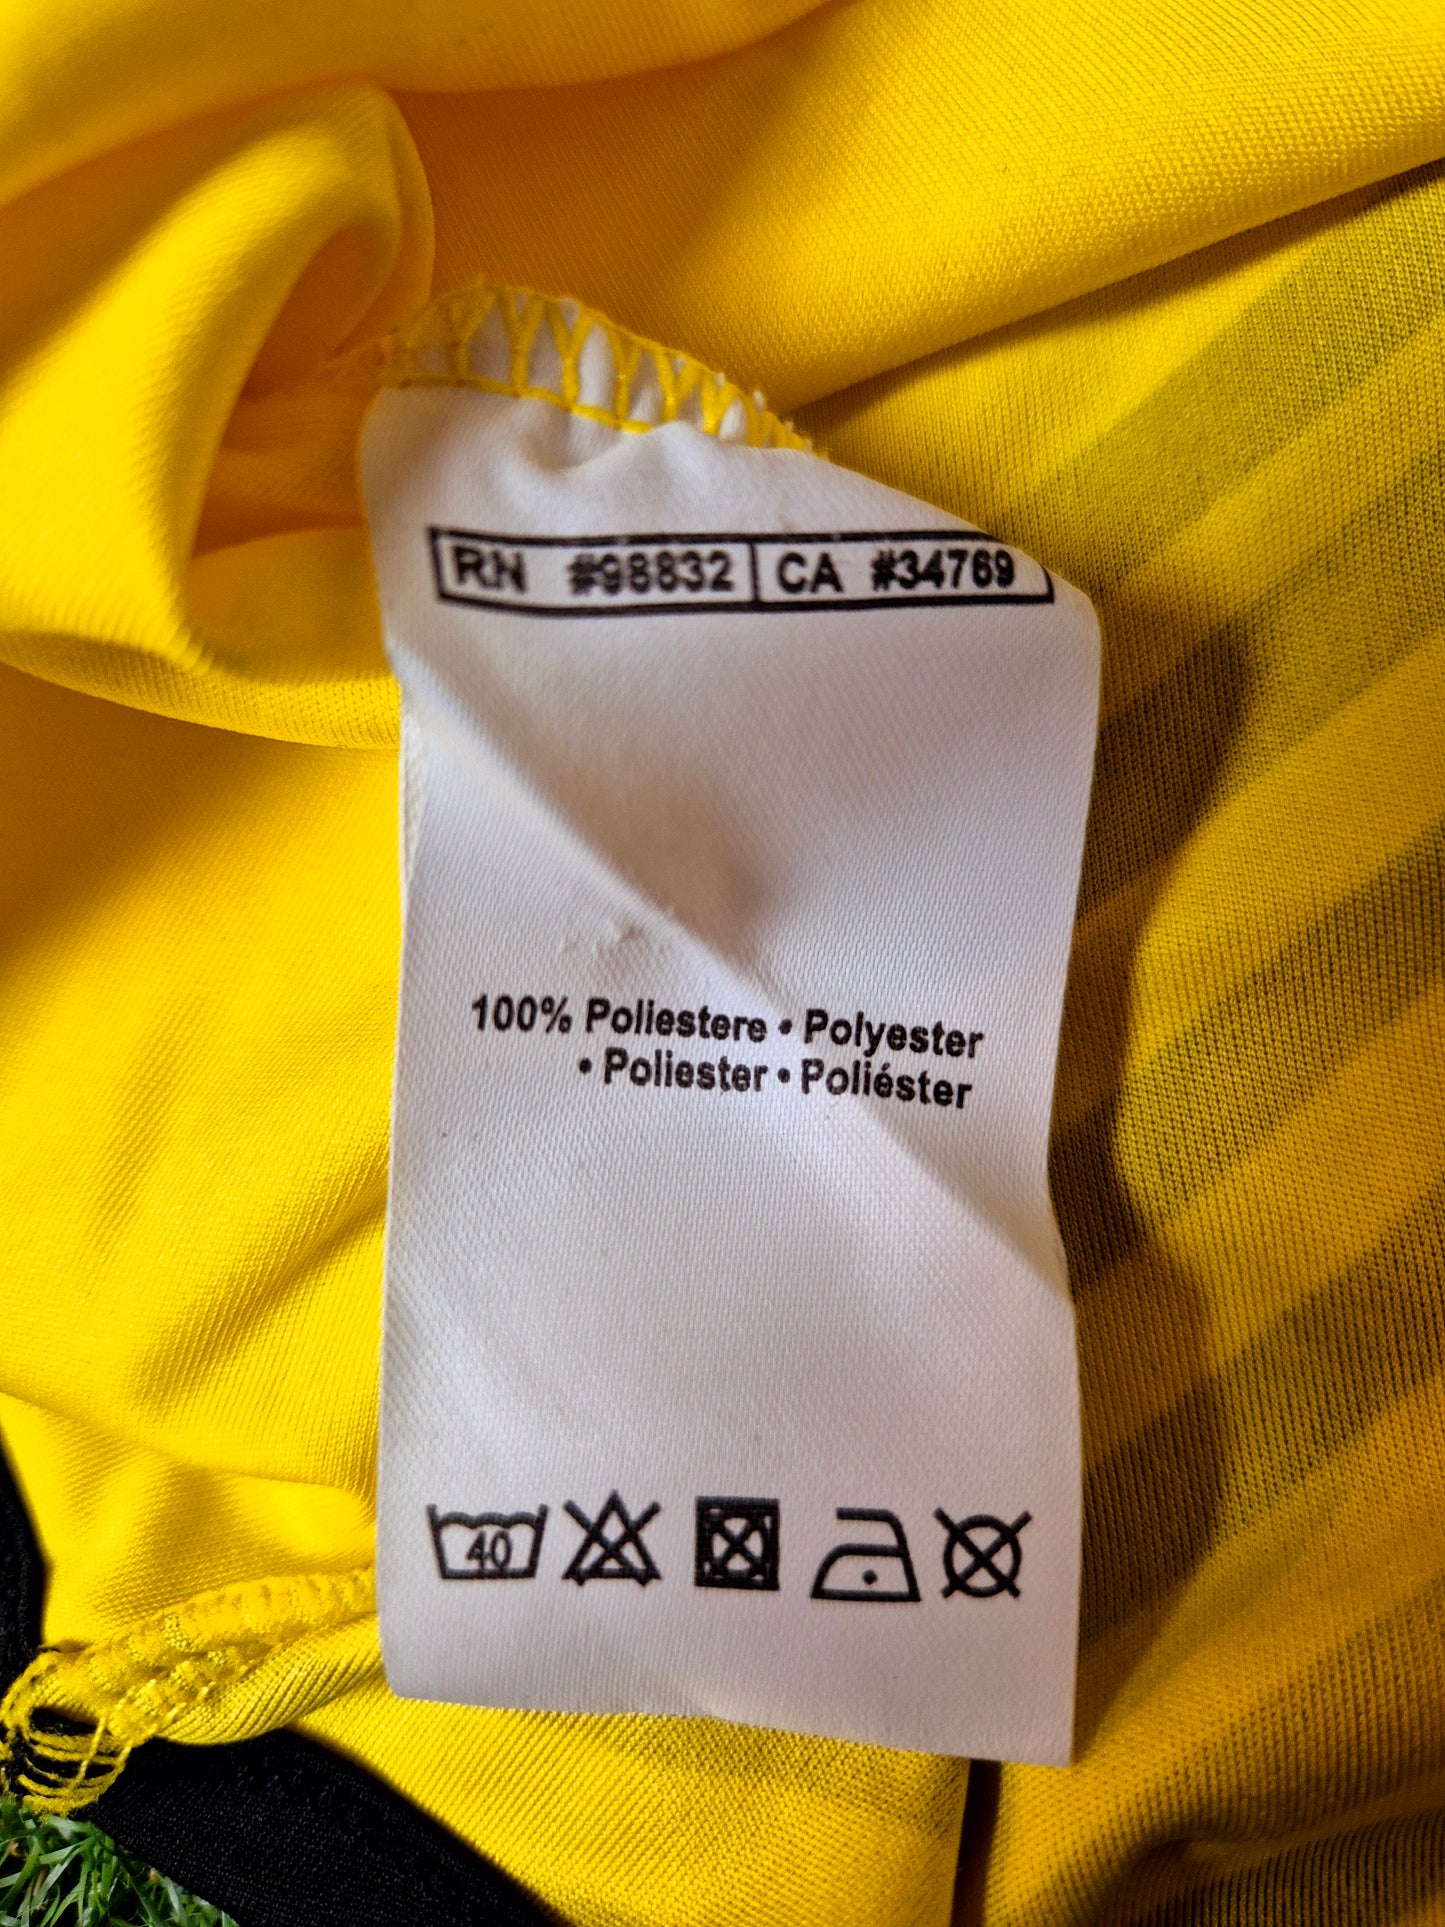 RN #98832 CA #34769
100% Poliestere • Polyester
• Poliester • Poliéster
40